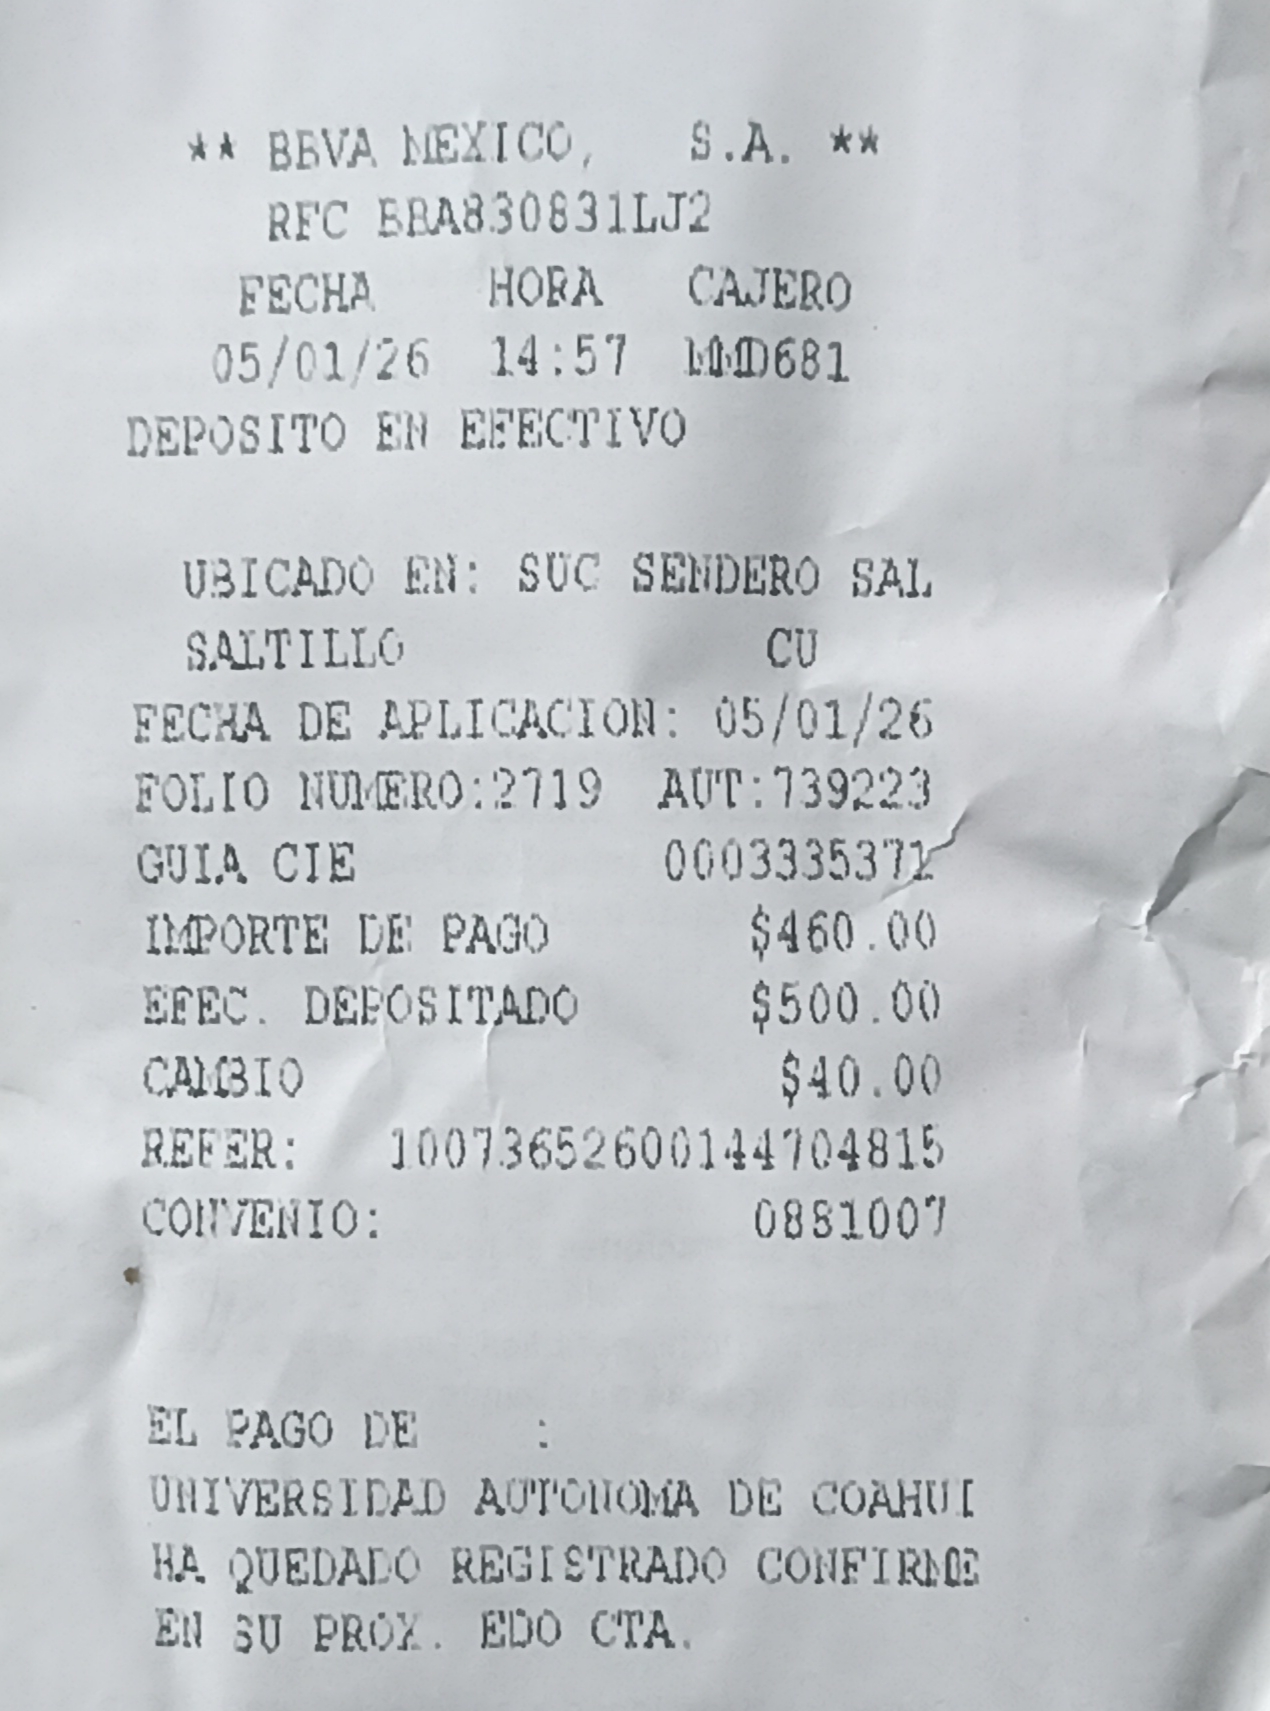 ** BBVA MEXICO, S.A. **
RFC BBA830831LJ2
FECHA HORA CAJERO
05/01/26 14:57 MMD681
DEPOSITO EN EFECTIVO
UBICADO EN: SUC SENDERO SAL
SALTILLO CU
FECHA DE APLICACION: 05/01/26
FOLIO NUMERO:2719 AUT:739223
GUIA CIE 0003335371
IMPORTE DE PAGO $460.00
EFEC. DEPOSITADO $500.00
CAMBIO $40.00
REFER: 10073652600144704815
CONVENIO: 0881007
EL PAGO DE :
UNIVERSIDAD AUTONOMA DE COAHUI
HA QUEDADO REGISTRADO CONFIRME
EN SU PROX. EDO CTA.